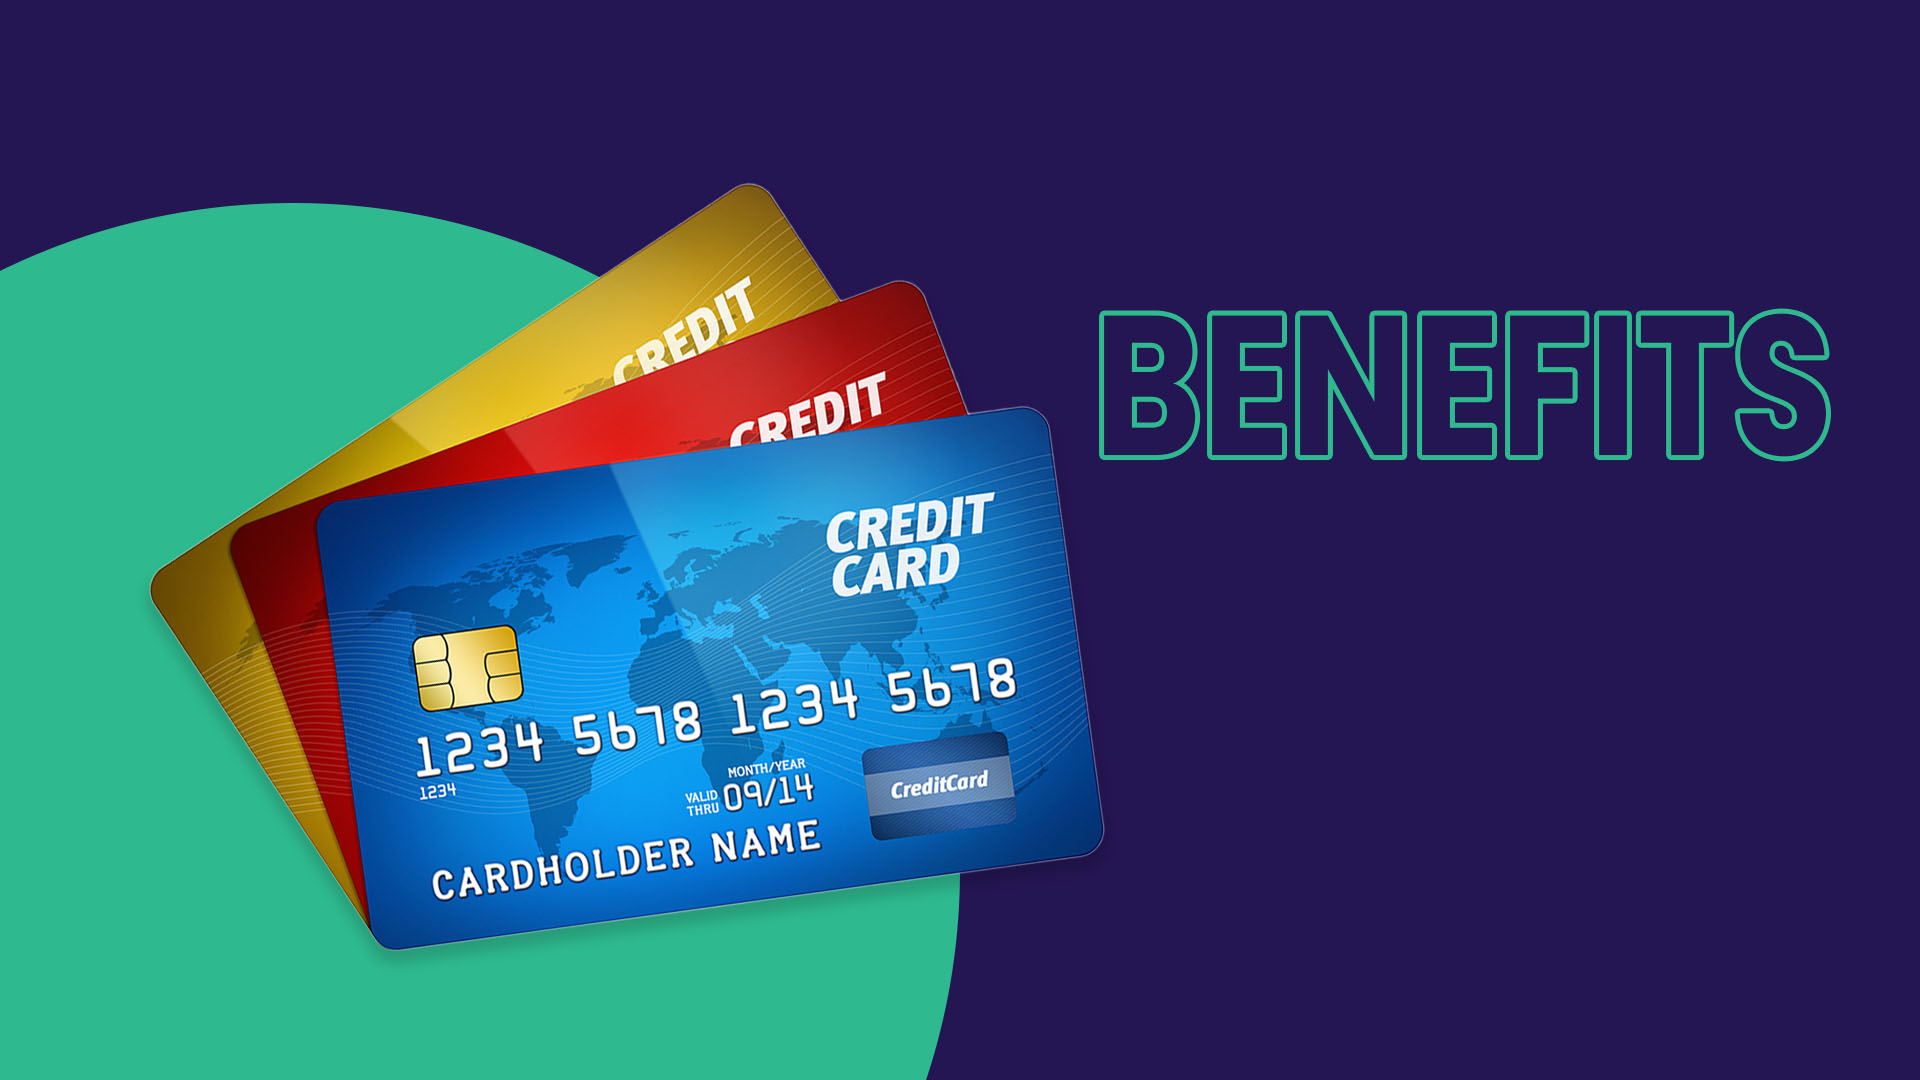 CREDIT
CREDIT
BENEFITS
CREDIT
CARD
1234 5678 1234 5678
1234
MONTH/YEAR
VALID
THRU
09/14
CreditCard
CARDHOLDER NAME